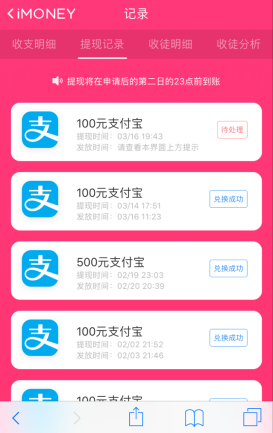 iMONEY
记录
收支明细 提现记录 收徒明细 收徒分析
提现将在申请后的第二日的23点前到账
100元支付宝
提现时间：03/16 19:43
发放时间：请查看本界面上方提示
待处理
100元支付宝
提现时间：03/14 17:51
发放时间：03/16 11:23
兑换成功
500元支付宝
提现时间：02/19 23:03
发放时间：02/20 20:39
兑换成功
100元支付宝
提现时间：02/02 21:52
发放时间：02/03 21:46
兑换成功
100元支付宝
兑换成功